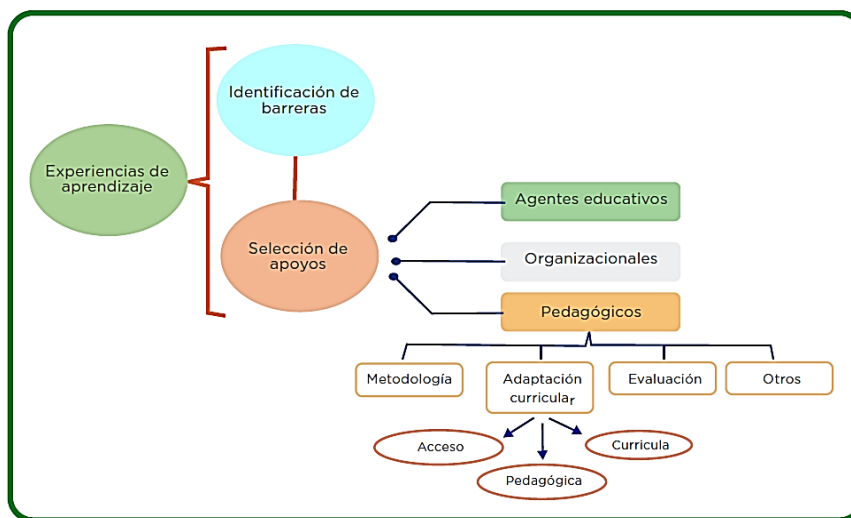 Identificación de
barreras
Experiencias de
aprendizaje
Selección de
apoyos
Agentes educativos
Organizacionales
Pedagógicos
Metodología
Adaptación
curricular
Evaluación
Otros
Acceso
Pedagógica
Curricula